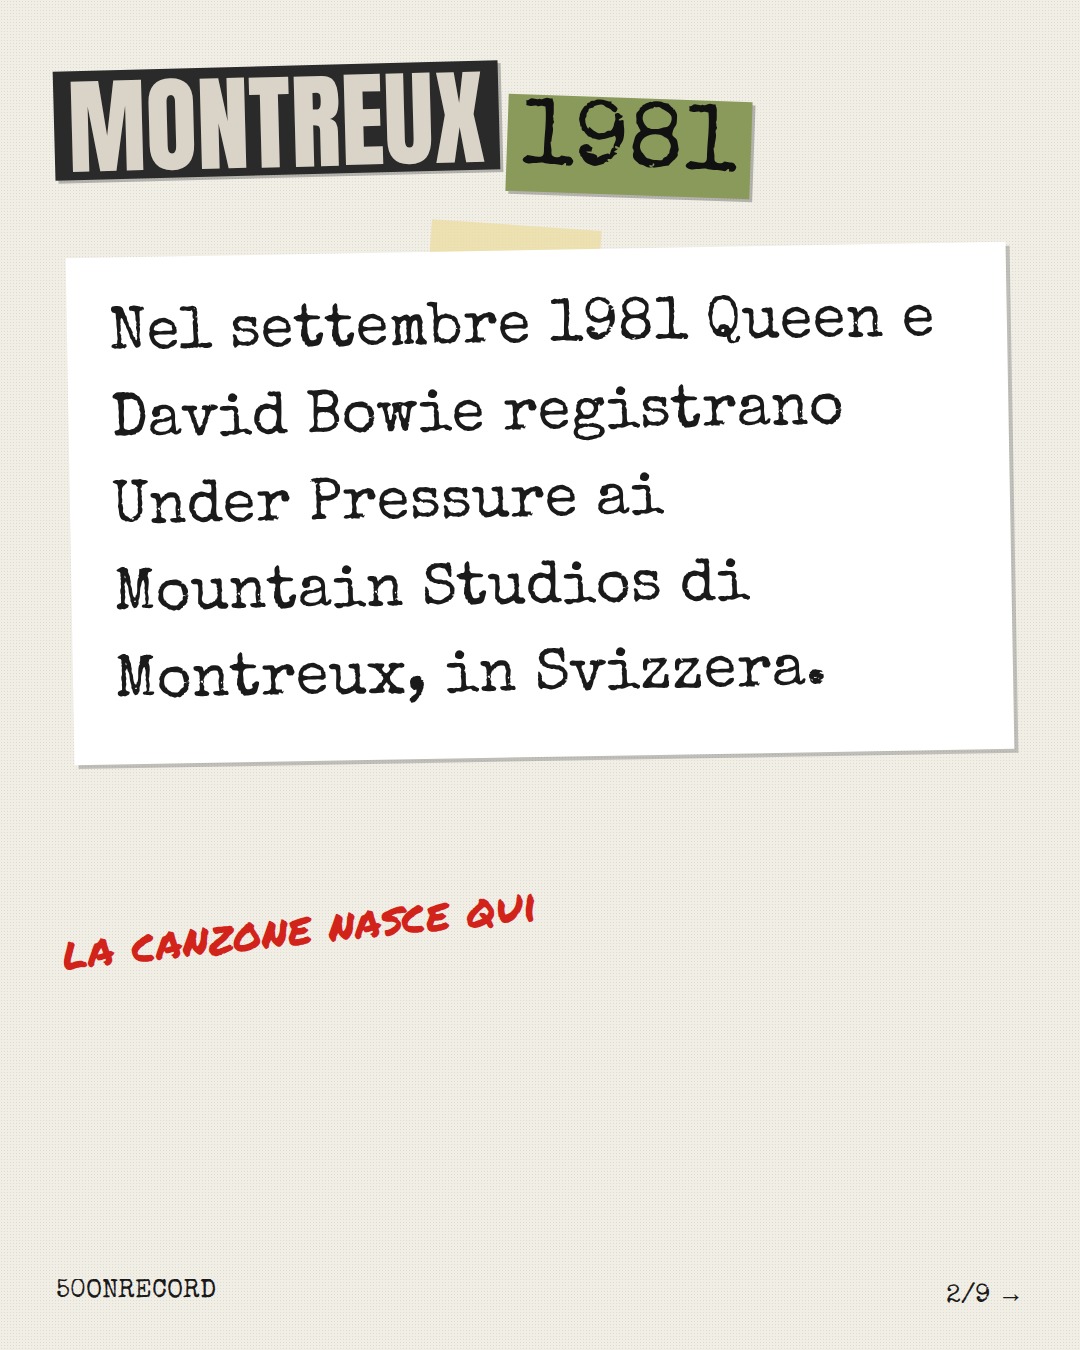 MONTREUX 1981
Nel settembre 1981 Queen e
David Bowie registrano
Under Pressure ai
Mountain Studios di
Montreux, in Svizzera.
LA CANZONE NASCE QUI
50ONRECORD
2/9 →